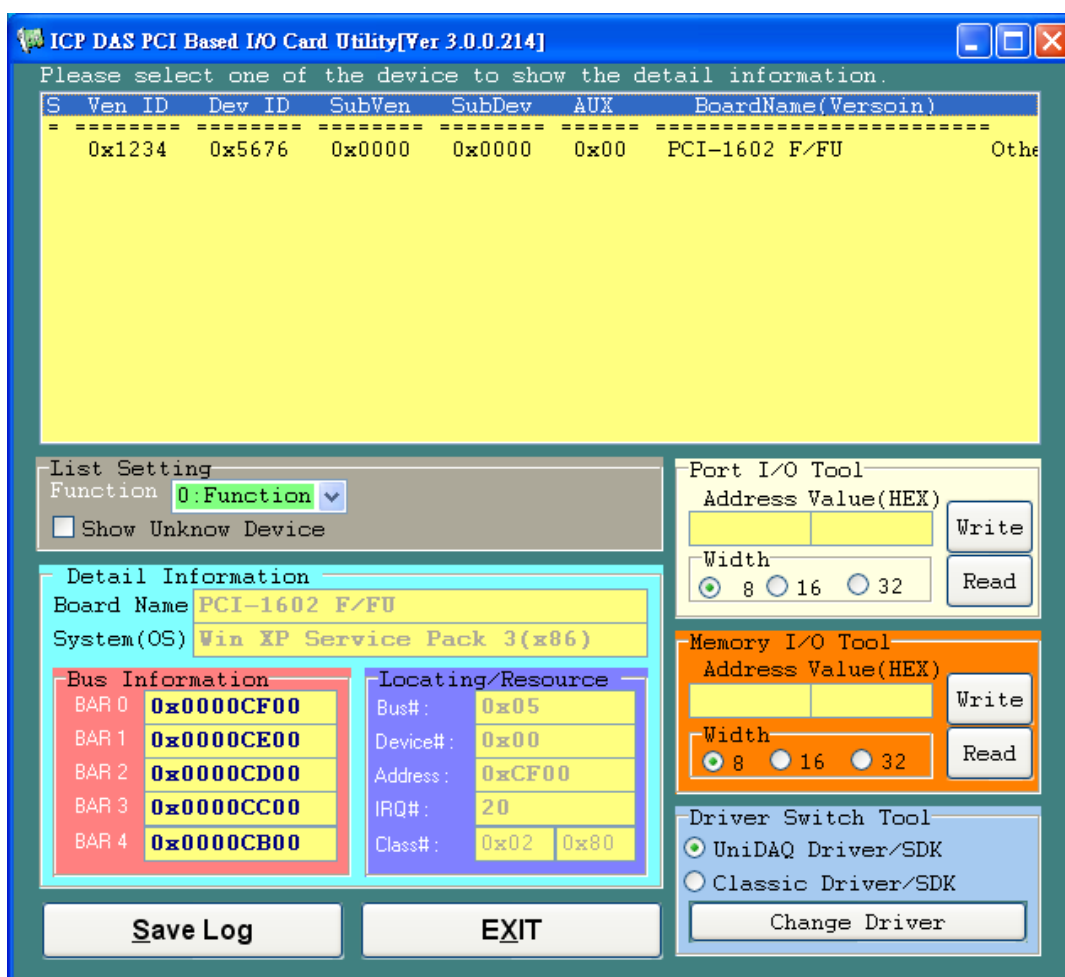 ICP DAS PCI Based I/O Card Utility[Ver 3.0.0.214]
Please select one of the device to show the detail information.
S Ven ID Dev ID SubVen SubDev AUX BoardName(Versoin)
= ======== ======== ======== ======== ====== =========================
0x1234 0x5676 0x0000 0x0000 0x00 PCI-1602 F/FU Othe
List Setting
Function 0:Function
Show Unknow Device
Detail Information
Board Name PCI-1602 F/FU
System(OS) Win XP Service Pack 3(x86)
Bus Information
BAR 0 0x0000CF00
BAR 1 0x0000CE00
BAR 2 0x0000CD00
BAR 3 0x0000CC00
BAR 4 0x0000CB00
Locating/Resource
Bus#: 0x05
Device#: 0x00
Address: 0xCF00
IRQ#: 20
Class#: 0x02 0x80
Save Log
EXIT
Port I/O Tool
Address Value(HEX)
Write
Width
8 16 32
Read
Memory I/O Tool
Address Value(HEX)
Write
Width
8 16 32
Read
Driver Switch Tool
UniDAQ Driver/SDK
Classic Driver/SDK
Change Driver